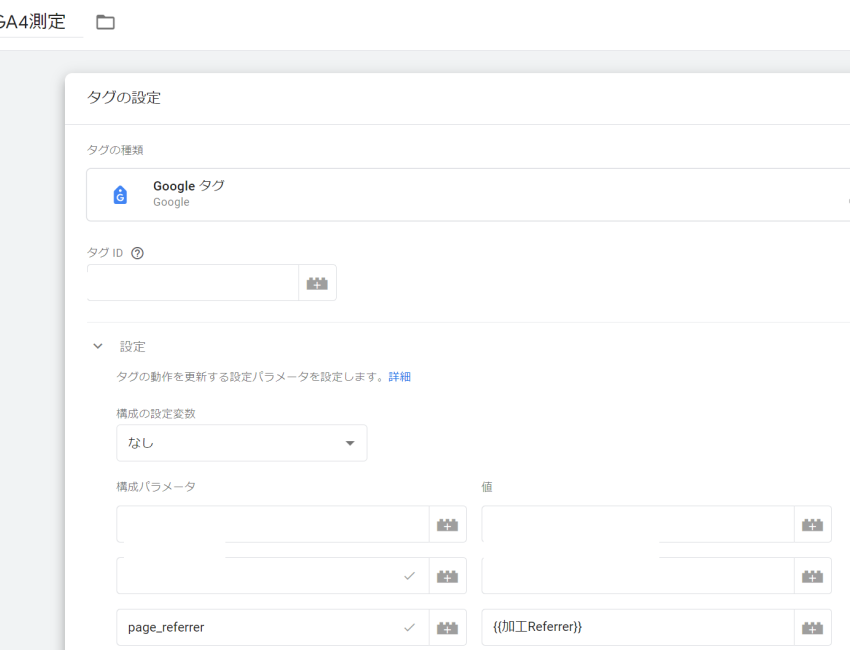 GA4測定
タグの設定
タグの種類
Google タグ
Google
タグ ID
設定
タグの動作を更新する設定パラメータを設定します。詳細
構成の設定変数
なし
構成パラメータ 値
page_referrer {{加工Referrer}}